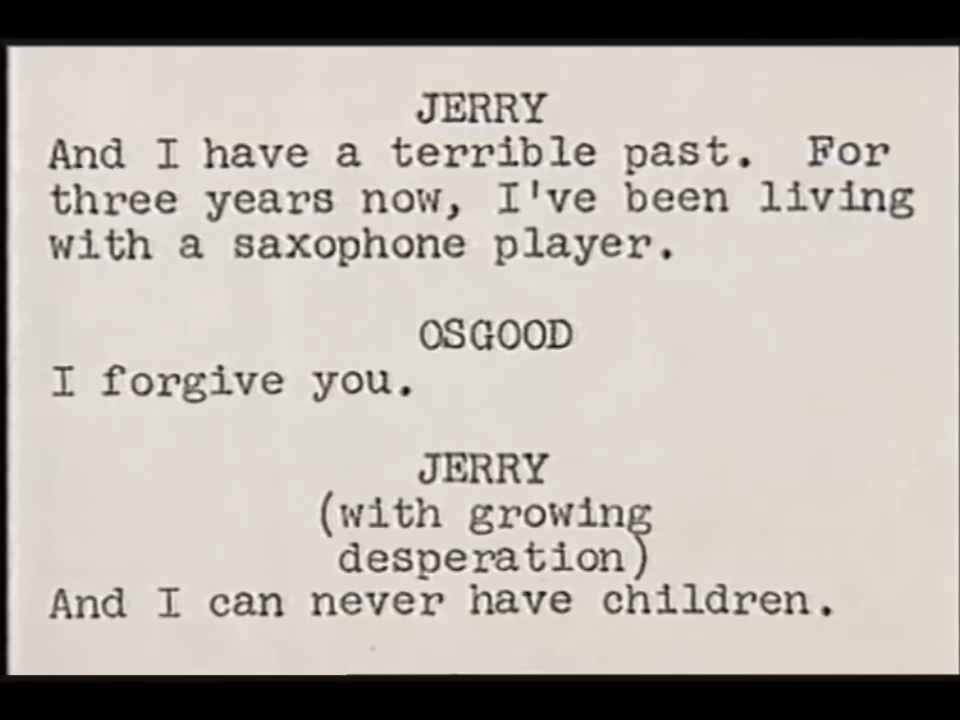 JERRY
And I have a terrible past. For
three years now, I've been living
with a saxophone player.
OSGOOD
I forgive you.
JERRY
(with growing
desperation)
And I can never have children.